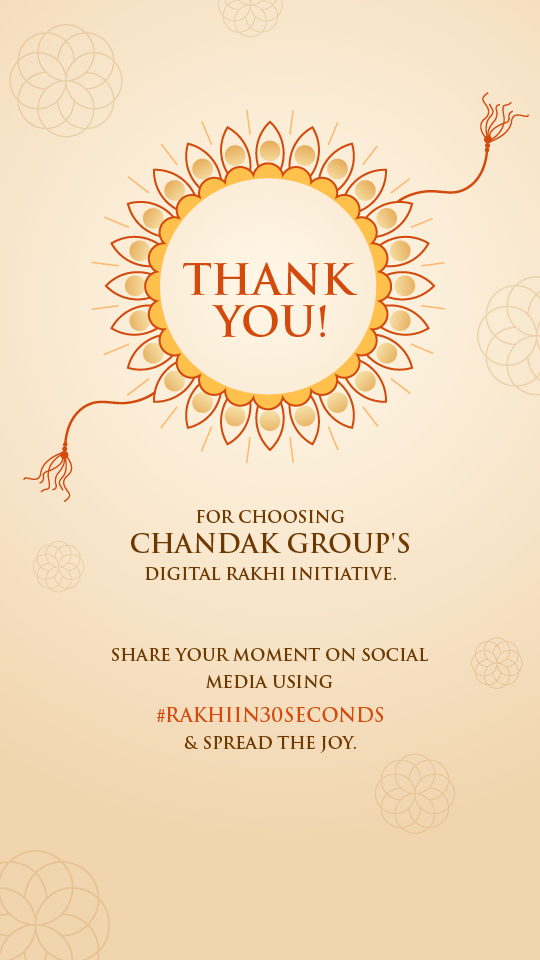 THANK
YOU!
FOR CHOOSING
CHANDAK GROUP'S
DIGITAL RAKHI INITIATIVE.
SHARE YOUR MOMENT ON SOCIAL
MEDIA USING
#RAKHIIN30SECONDS
& SPREAD THE JOY.